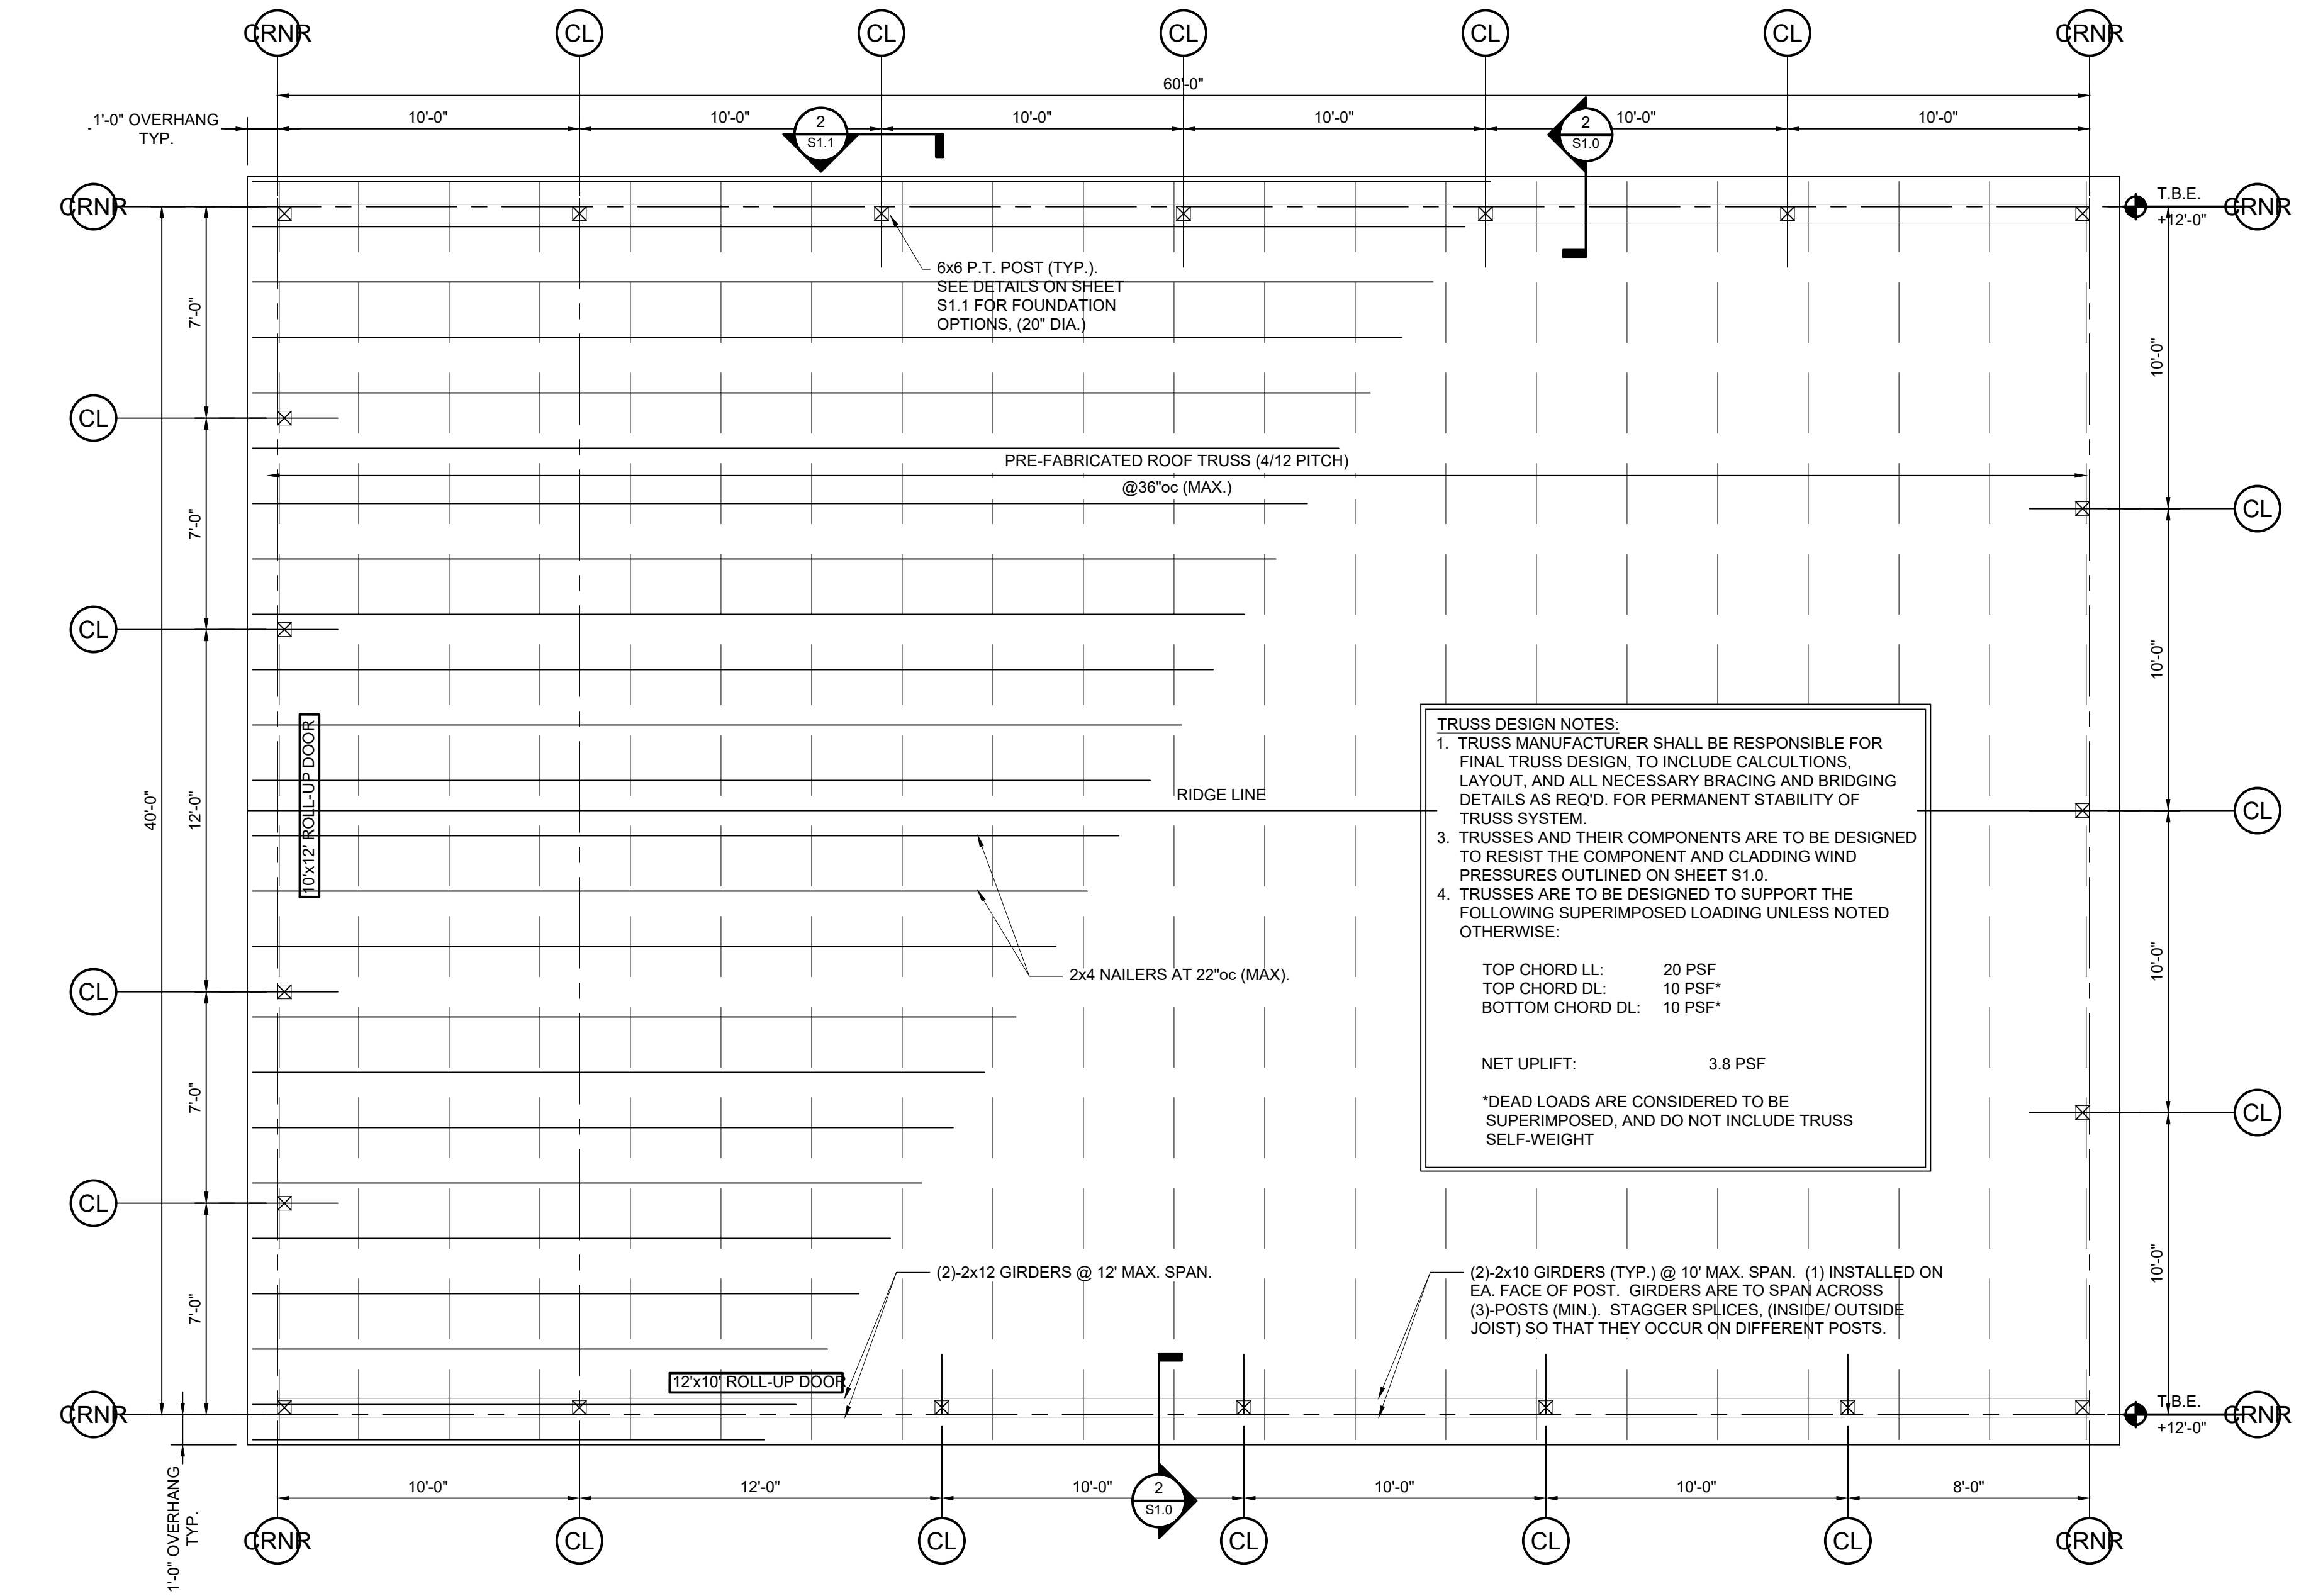 CRNR CL CL CL CL CL CRNR
60'-0"
1'-0" OVERHANG
TYP.
10'-0" 10'-0" 10'-0" 10'-0" 10'-0" 10'-0"
2
S1.1
2
S1.0
CRNR
T.B.E.
+12'-0"
CRNR
6x6 P.T. POST (TYP.).
SEE DETAILS ON SHEET
S1.1 FOR FOUNDATION
OPTIONS, (20" DIA.)
7'-0"
10'-0"
CL
PRE-FABRICATED ROOF TRUSS (4/12 PITCH)
@36"oc (MAX.)
7'-0"
CL
CL
10'-0"
10'x12' ROLL-UP DOOR
40'-0"
12'-0"
RIDGE LINE
CL
TRUSS DESIGN NOTES:
1. TRUSS MANUFACTURER SHALL BE RESPONSIBLE FOR
FINAL TRUSS DESIGN, TO INCLUDE CALCULTIONS,
LAYOUT, AND ALL NECESSARY BRACING AND BRIDGING
DETAILS AS REQ'D. FOR PERMANENT STABILITY OF
TRUSS SYSTEM.
3. TRUSSES AND THEIR COMPONENTS ARE TO BE DESIGNED
TO RESIST THE COMPONENT AND CLADDING WIND
PRESSURES OUTLINED ON SHEET S1.0.
4. TRUSSES ARE TO BE DESIGNED TO SUPPORT THE
FOLLOWING SUPERIMPOSED LOADING UNLESS NOTED
OTHERWISE:
TOP CHORD LL: 20 PSF
TOP CHORD DL: 10 PSF*
BOTTOM CHORD DL: 10 PSF*
NET UPLIFT: 3.8 PSF
*DEAD LOADS ARE CONSIDERED TO BE
SUPERIMPOSED, AND DO NOT INCLUDE TRUSS
SELF-WEIGHT
2x4 NAILERS AT 22"oc (MAX).
10'-0"
CL
7'-0"
CL
CL
7'-0"
10'-0"
(2)-2x12 GIRDERS @ 12' MAX. SPAN.
(2)-2x10 GIRDERS (TYP.) @ 10' MAX. SPAN. (1) INSTALLED ON
EA. FACE OF POST. GIRDERS ARE TO SPAN ACROSS
(3)-POSTS (MIN.). STAGGER SPLICES, (INSIDE/ OUTSIDE
JOIST) SO THAT THEY OCCUR ON DIFFERENT POSTS.
12'x10' ROLL-UP DOOR
CRNR
T.B.E.
+12'-0"
CRNR
1'-0" OVERHANG
TYP.
10'-0" 12'-0" 10'-0" 10'-0" 10'-0" 8'-0"
2
S1.0
CRNR CL CL CL CL CL CRNR